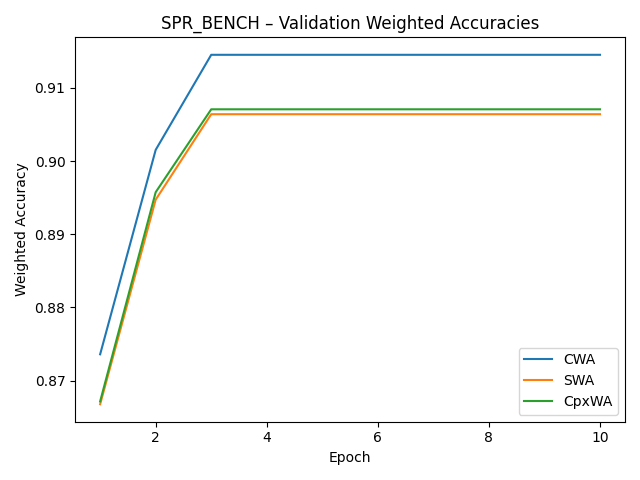 SPR_BENCH – Validation Weighted Accuracies
Weighted Accuracy
0.91
0.90
0.89
0.88
0.87
2
4
6
8
10
Epoch
CWA
SWA
CpxWA